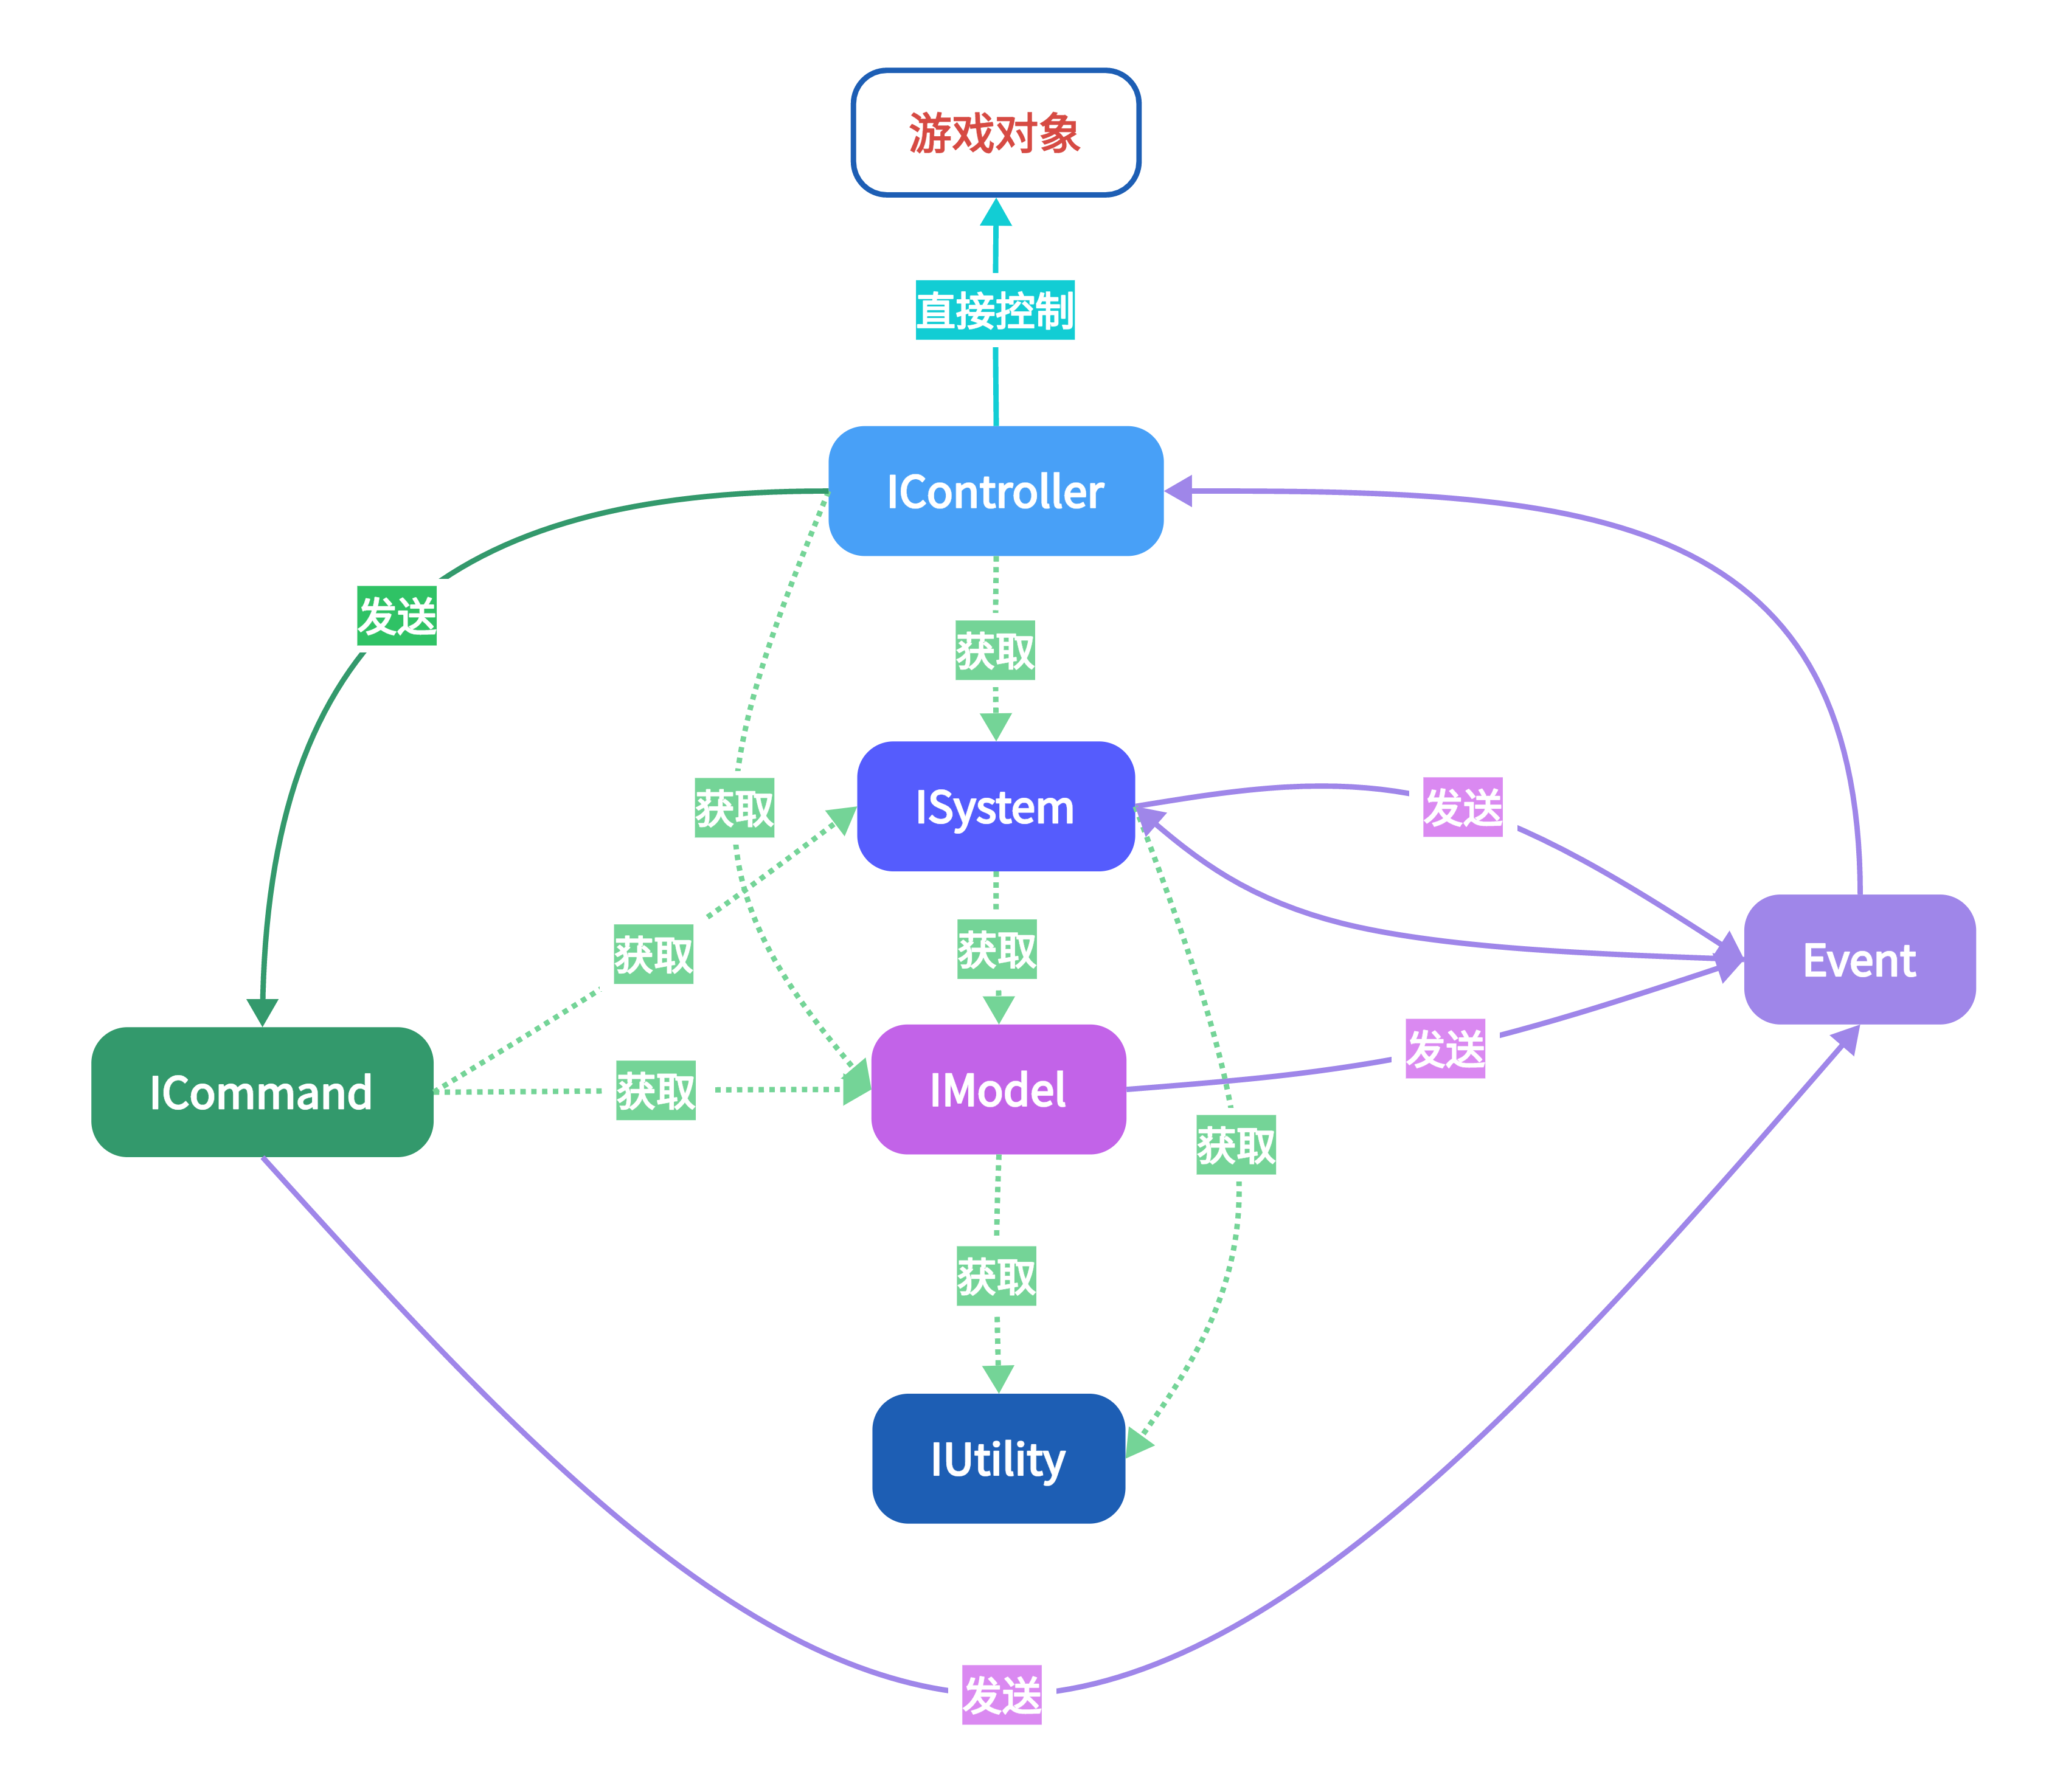 游戏对象
直接控制
IController
发送
获取
获取
ISystem
发送
获取
获取
Event
发送
ICommand
获取
IModel
获取
获取
IUtility
发送